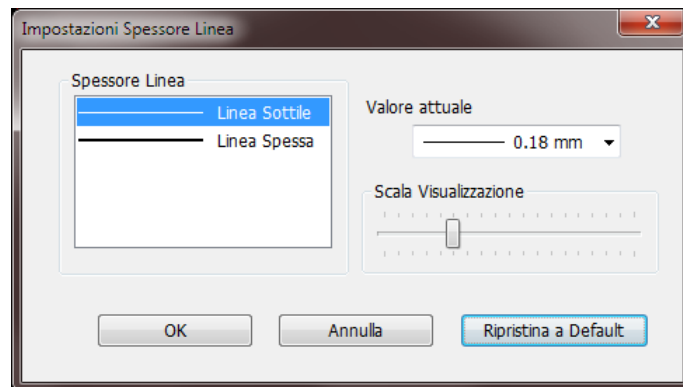 Impostazioni Spessore Linea
Spessore Linea
Linea Sottile
Linea Spessa
Valore attuale
0.18 mm
Scala Visualizzazione
OK
Annulla
Ripristina a Default